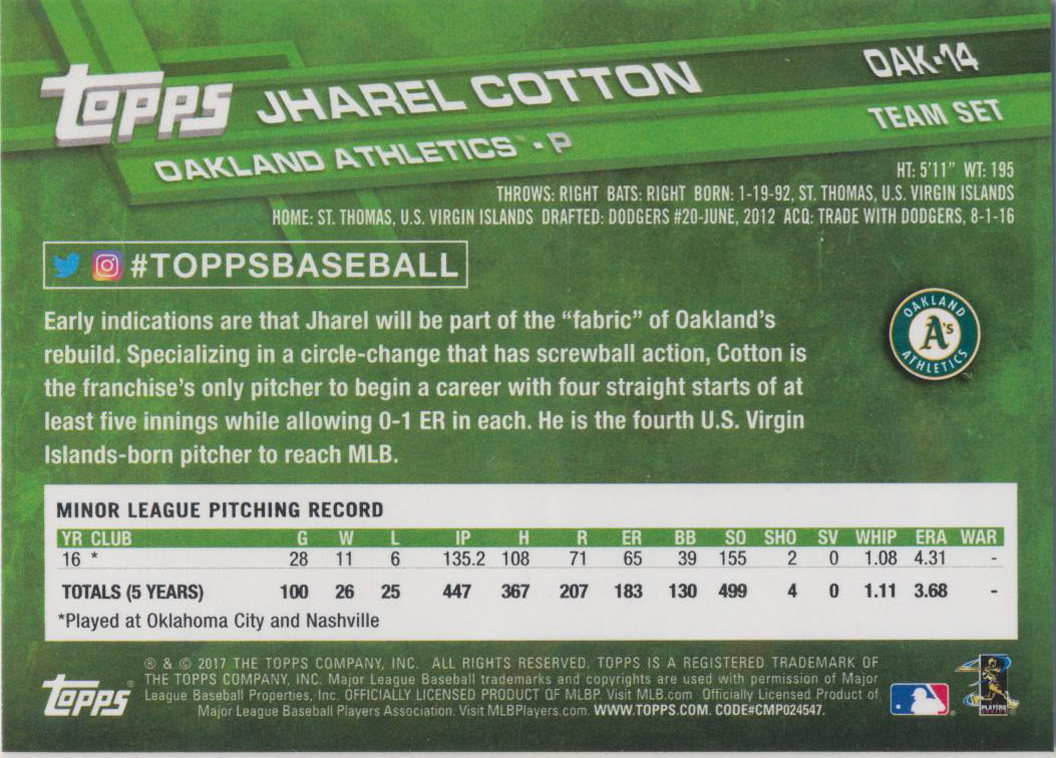 topps JHAREL COTTON OAK-14
OAKLAND ATHLETICS™ • P TEAM SET
HT: 5'11" WT: 195
THROWS: RIGHT BATS: RIGHT BORN: 1-19-92, ST. THOMAS, U.S. VIRGIN ISLANDS
HOME: ST. THOMAS, U.S. VIRGIN ISLANDS DRAFTED: DODGERS #20-JUNE, 2012 ACQ: TRADE WITH DODGERS, 8-1-16
#TOPPSBASEBALL
Early indications are that Jharel will be part of the “fabric” of Oakland’s
rebuild. Specializing in a circle-change that has screwball action, Cotton is
the franchise’s only pitcher to begin a career with four straight starts of at
least five innings while allowing 0-1 ER in each. He is the fourth U.S. Virgin
Islands-born pitcher to reach MLB.
OAKLAND
A's
ATHLETICS
MINOR LEAGUE PITCHING RECORD
YR CLUB G W L IP H R ER BB SO SHO SV WHIP ERA WAR
16 * 28 11 6 135.2 108 71 65 39 155 2 0 1.08 4.31 -
TOTALS (5 YEARS) 100 26 25 447 367 207 183 130 499 4 0 1.11 3.68 -
*Played at Oklahoma City and Nashville
® & © 2017 THE TOPPS COMPANY, INC. ALL RIGHTS RESERVED. TOPPS IS A REGISTERED TRADEMARK OF
THE TOPPS COMPANY, INC. Major League Baseball trademarks and copyrights are used with permission of Major
League Baseball Properties, Inc. OFFICIALLY LICENSED PRODUCT OF MLBP. Visit MLB.com Officially Licensed Product of
Major League Baseball Players Association. Visit MLBPlayers.com. WWW.TOPPS.COM. CODE#CMP024547.
topps®
PLAYERS